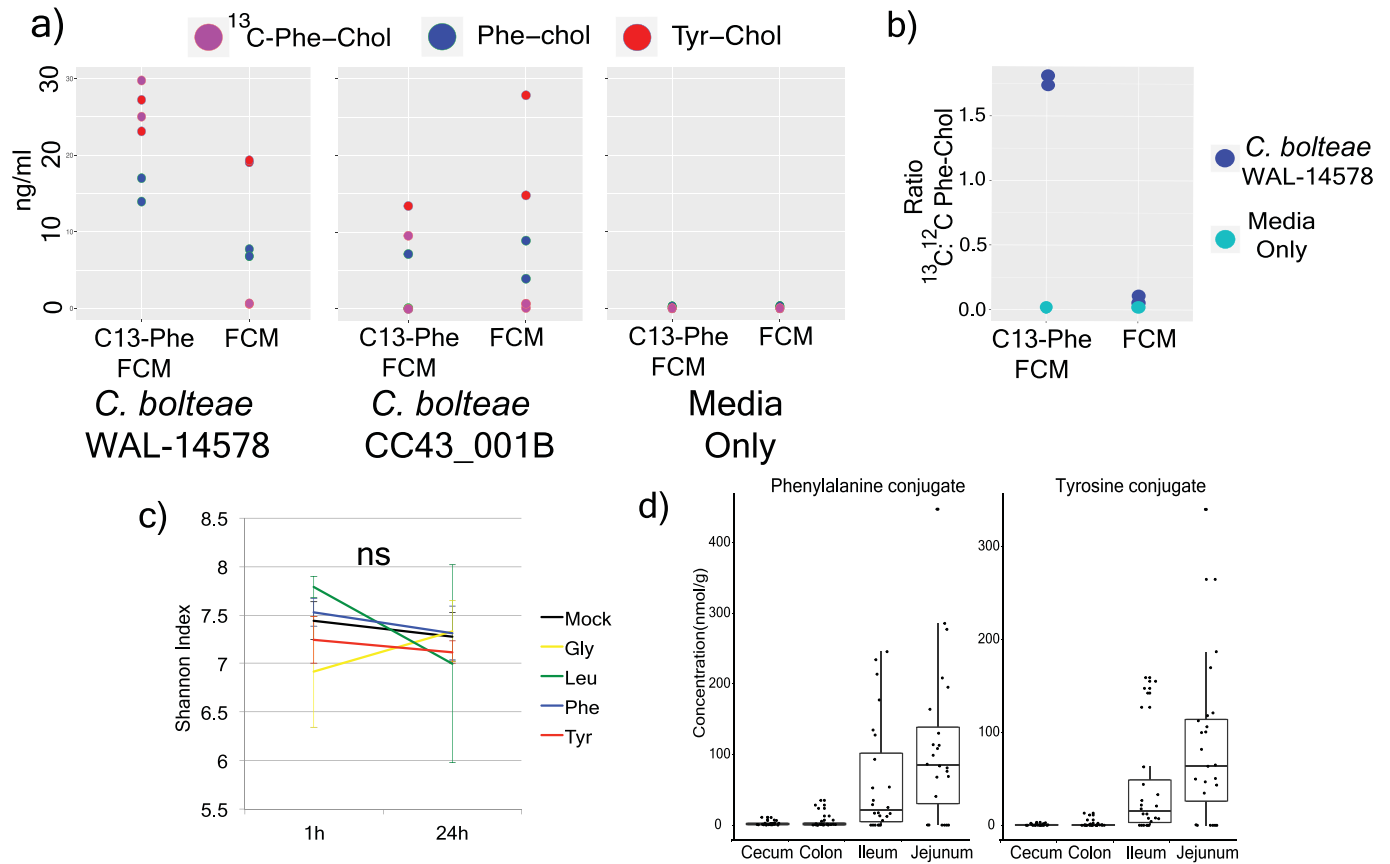 a)
13C-Phe-Chol
Phe-chol
Tyr-Chol
30
20
10
0
ng/ml
C13-Phe
FCM
FCM
C13-Phe
FCM
FCM
C13-Phe
FCM
FCM
C. bolteae
WAL-14578
C. bolteae
CC43_001B
Media
Only
b)
1.5
1.0
0.5
0.0
Ratio
13C:12C Phe-Chol
C13-Phe
FCM
FCM
C. bolteae
WAL-14578
Media
Only
c)
8.5
8
7.5
7
6.5
6
5.5
Shannon Index
ns
1h
24h
Mock
Gly
Leu
Phe
Tyr
d)
Phenylalanine conjugate
Concentration(nmol/g)
400
300
200
100
0
Cecum
Colon
Ileum
Jejunum
Tyrosine conjugate
300
200
100
0
Cecum
Colon
Ileum
Jejunum